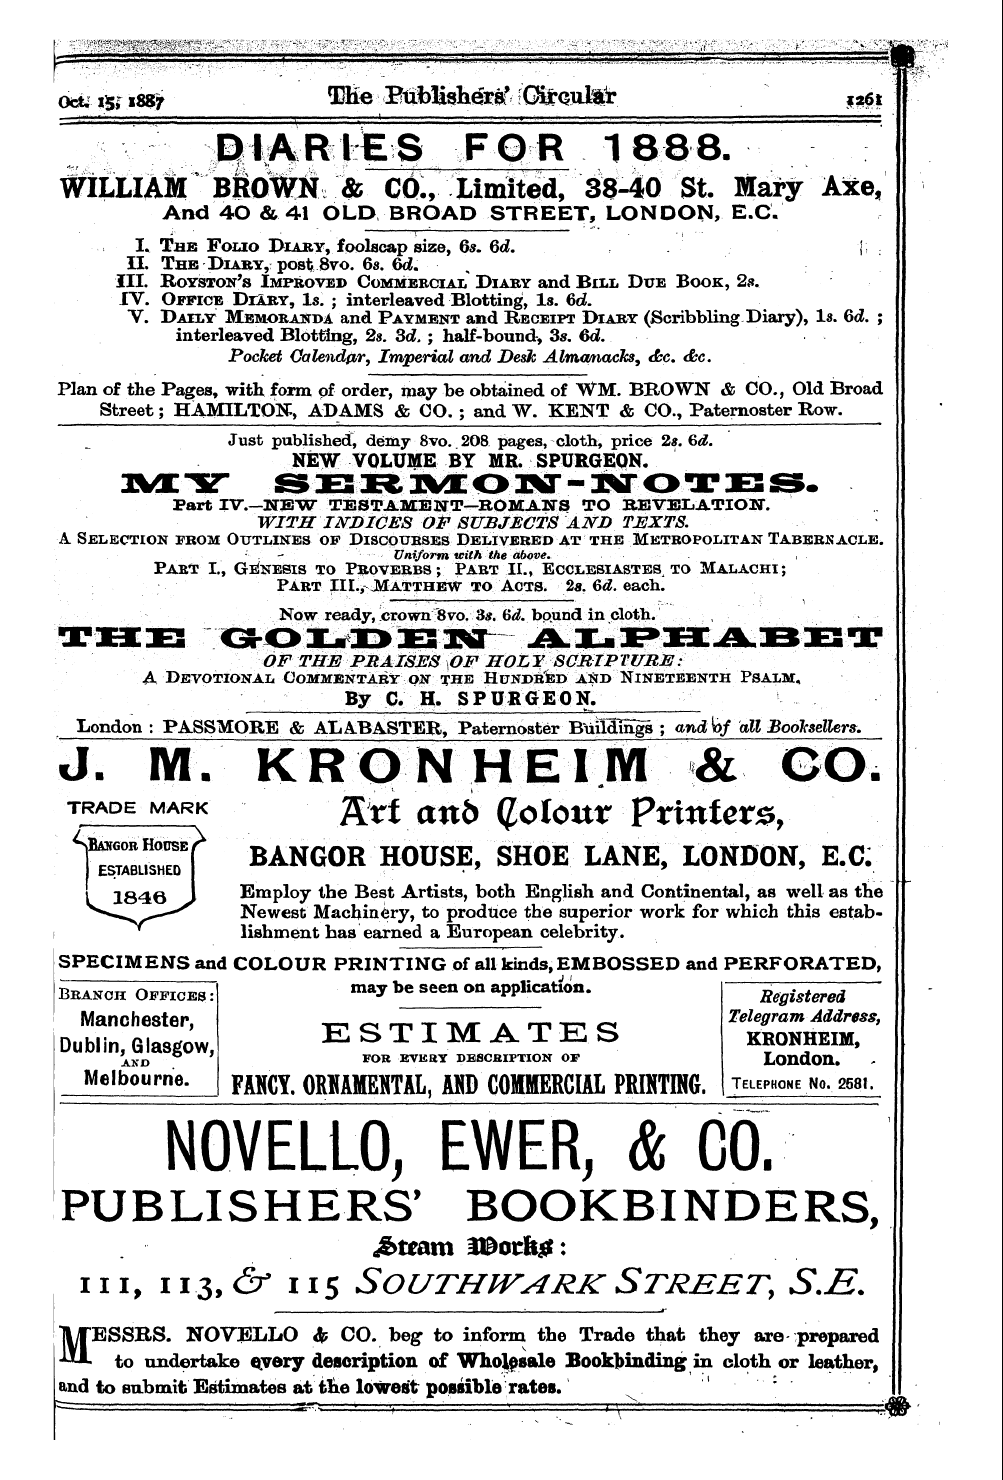 Oct. 15, 1887 The Publishers' Circular 1261
DIARIES FOR 1888.
WILLIAM BROWN & CO., Limited, 38-40 St. Mary Axe,
And 40 & 41 OLD BROAD STREET, LONDON, E.C.
I. THE FOLIO DIARY, foolscap size, 6s. 6d.
II. THE DIARY, post 8vo. 6s. 6d.
III. ROYSTON'S IMPROVED COMMERCIAL DIARY and BILL DUE BOOK, 2s.
IV. OFFICE DIARY, 1s. ; interleaved Blotting, 1s. 6d.
V. DAILY MEMORANDA and PAYMENT and RECEIPT DIARY (Scribbling Diary), 1s. 6d. ;
interleaved Blotting, 2s. 3d. ; half-bound, 3s. 6d.
Pocket Calendar, Imperial and Desk Almanacks, &c. &c.
Plan of the Pages, with form of order, may be obtained of WM. BROWN & CO., Old Broad
Street ; HAMILTON, ADAMS & CO. ; and W. KENT & CO., Paternoster Row.
Just published, demy 8vo. 208 pages, cloth, price 2s. 6d.
NEW VOLUME BY MR. SPURGEON.
MY SERMON-NOTES.
Part IV.—NEW TESTAMENT—ROMANS TO REVELATION.
WITH INDICES OF SUBJECTS AND TEXTS.
A SELECTION FROM OUTLINES OF DISCOURSES DELIVERED AT THE METROPOLITAN TABERNACLE.
Uniform with the above.
PART I., GENESIS TO PROVERBS ; PART II., ECCLESIASTES TO MALACHI ;
PART III., MATTHEW TO ACTS. 2s. 6d. each.
Now ready, crown 8vo. 3s. 6d. bound in cloth.
THE GOLDEN ALPHABET
OF THE PRAISES OF HOLY SCRIPTURE:
A DEVOTIONAL COMMENTARY ON THE HUNDRED AND NINETEENTH PSALM.
By C. H. SPURGEON.
London : PASSMORE & ALABASTER, Paternoster Buildings ; and of all Booksellers.
J. M. KRONHEIM & CO.
TRADE MARK
BANGOR HOUSE
ESTABLISHED
1846
Art and Colour Printers,
BANGOR HOUSE, SHOE LANE, LONDON, E.C.
Employ the Best Artists, both English and Continental, as well as the
Newest Machinery, to produce the superior work for which this estab-
lishment has earned a European celebrity.
SPECIMENS and COLOUR PRINTING of all kinds, EMBOSSED and PERFORATED,
may be seen on application.
BRANCH OFFICES:
Manchester,
Dublin, Glasgow,
AND
Melbourne.
ESTIMATES
FOR EVERY DESCRIPTION OF
FANCY, ORNAMENTAL, AND COMMERCIAL PRINTING.
Registered
Telegram Address,
KRONHEIM,
London.
TELEPHONE No. 2581.
NOVELLO, EWER, & CO.
PUBLISHERS' BOOKBINDERS,
Steam Works:
111, 113, & 115 SOUTHWARK STREET, S.E.
MESSRS. NOVELLO & CO. beg to inform the Trade that they are prepared
to undertake every description of Wholesale Bookbinding in cloth or leather,
and to submit Estimates at the lowest possible rates.